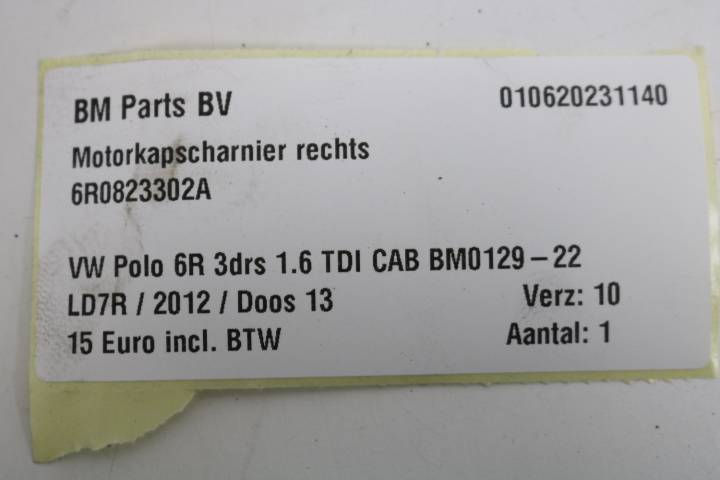 BM Parts BV 010620231140
Motorkapscharnier rechts
6R0823302A
VW Polo 6R 3drs 1.6 TDI CAB BM0129-22
LD7R / 2012 / Doos 13 Verz: 10
15 Euro incl. BTW Aantal: 1